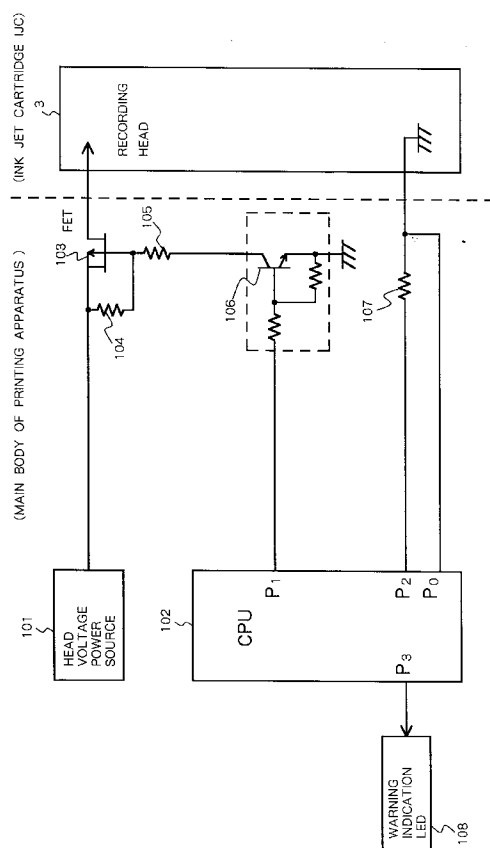 (MAIN BODY OF PRINTING APPARATUS )
(INK JET CARTRIDGE IJC)
101
HEAD
VOLTAGE
POWER
SOURCE
104
103
FET
105
3
RECORDING
HEAD
102
CPU
P1
P2
P0
P3
106
107
WARNING
INDICATION
LED
108